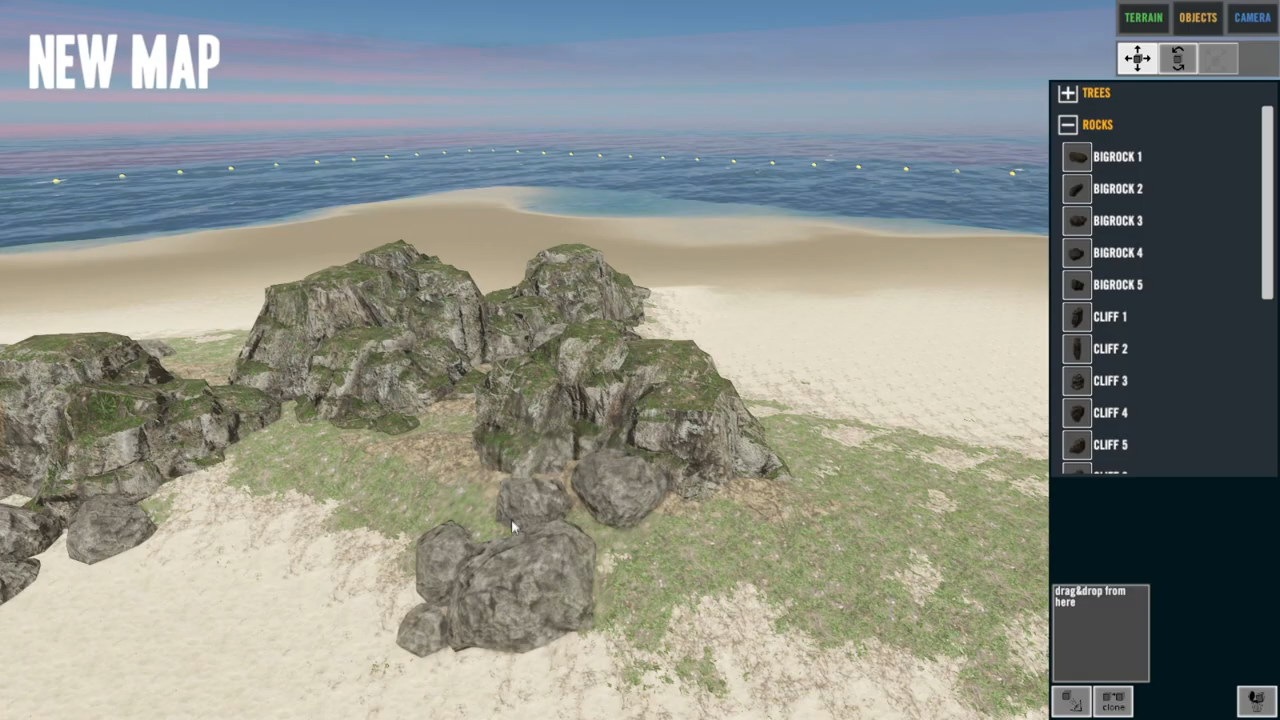 NEW MAP
TERRAIN
OBJECTS
CAMERA
TREES
ROCKS
BIGROCK 1
BIGROCK 2
BIGROCK 3
BIGROCK 4
BIGROCK 5
CLIFF 1
CLIFF 2
CLIFF 3
CLIFF 4
CLIFF 5
drag&drop from
here
clone